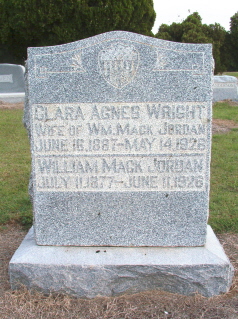 CLARA AGNES WRIGHT
WIFE OF WM. MACK JORDAN
JUNE 16, 1887-MAY 14, 1926
WILLIAM MACK JORDAN
JULY 11, 1877-JUNE 11, 1926